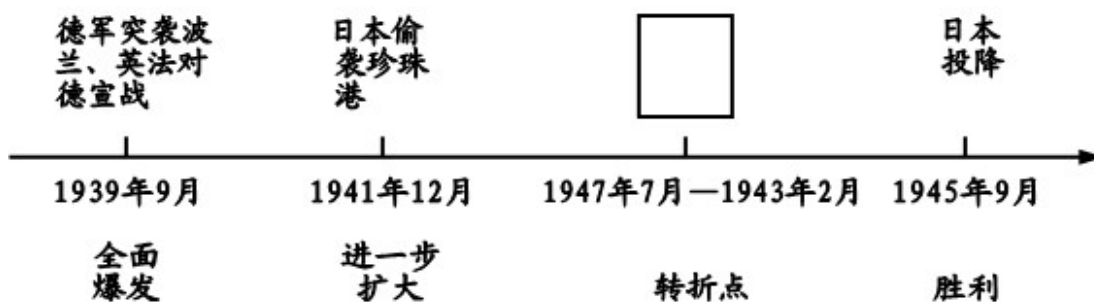 德军突袭波
兰、英法对
德宣战
日本偷
袭珍珠
港
日本
投降
1939年9月
1941年12月
1947年7月—1943年2月
1945年9月
全面
爆发
进一步
扩大
转折点
胜利